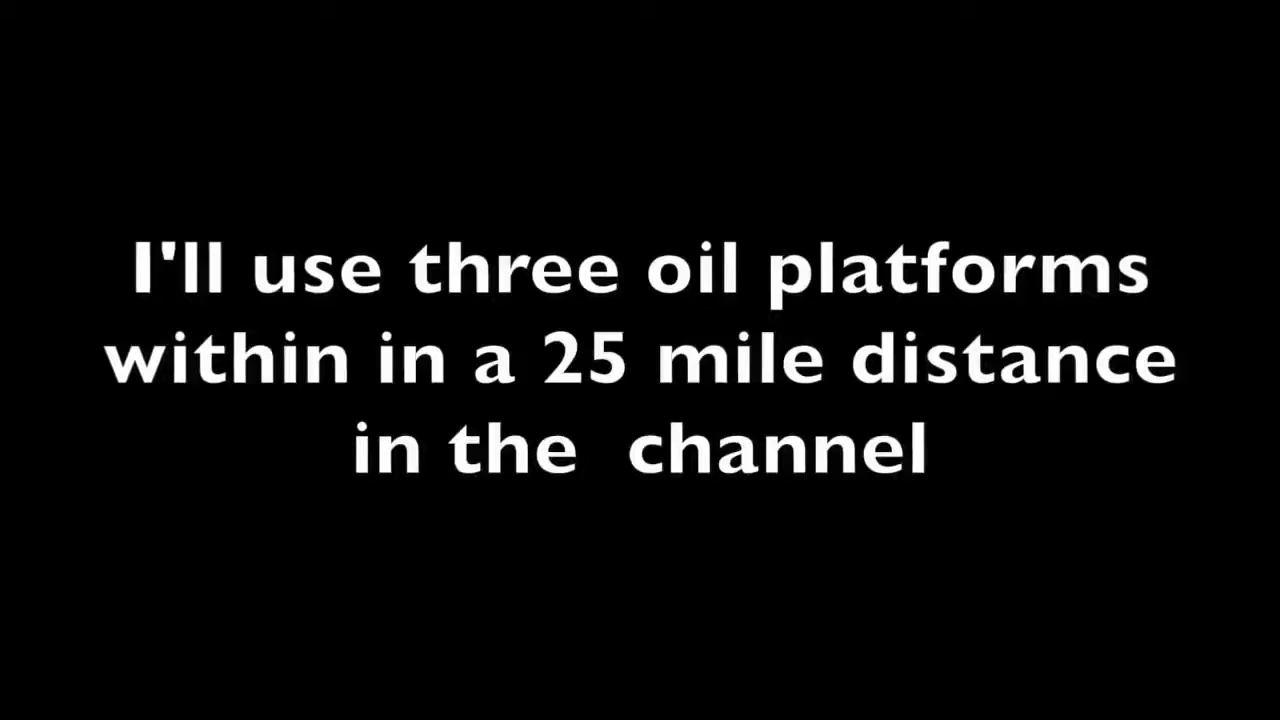 I'll use three oil platforms
within in a 25 mile distance
in the  channel